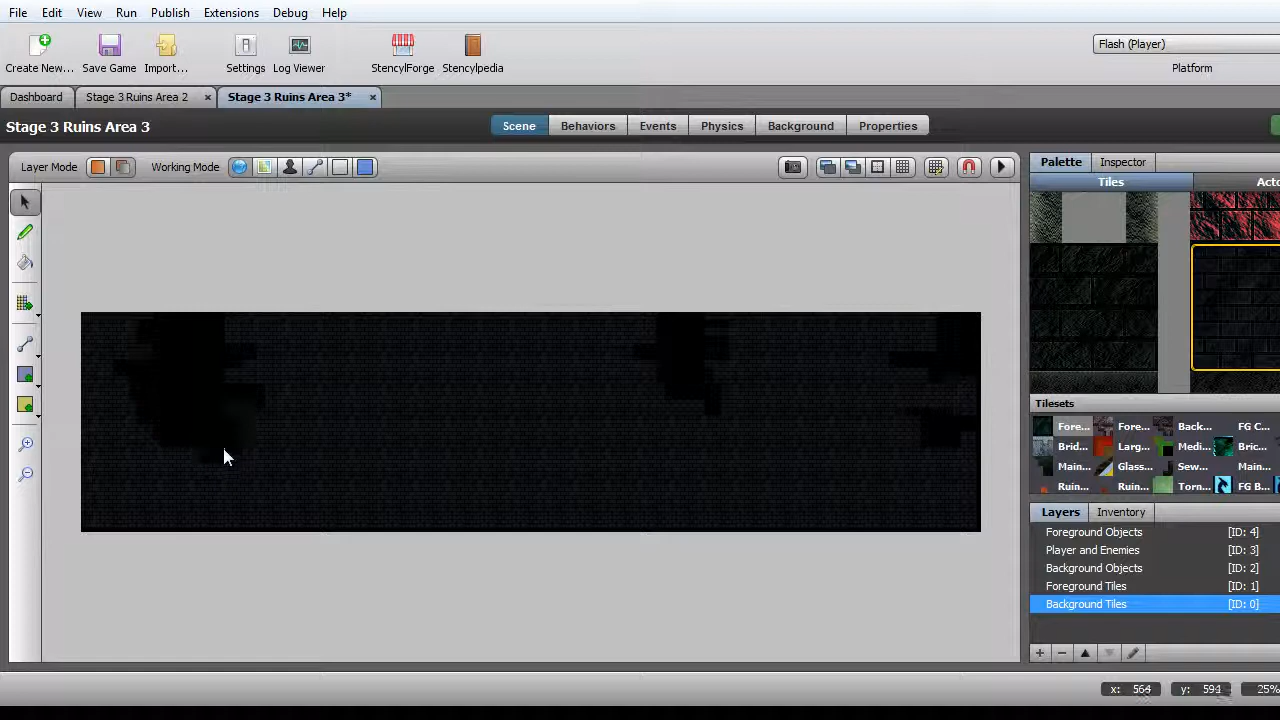 File Edit View Run Publish Extensions Debug Help
Create New... Save Game Import... Settings Log Viewer StencylForge Stencylpedia
Flash (Player)
Platform
Dashboard Stage 3 Ruins Area 2 × Stage 3 Ruins Area 3* ×
Stage 3 Ruins Area 3 Scene Behaviors Events Physics Background Properties
Layer Mode Working Mode
Palette Inspector
Tiles Acto
Tilesets
Fore... Fore... Back... FG C...
Brid... Larg... Medi... Bric...
Main... Glass... Sew... Main...
Ruin... Ruin... Torn... FG B...
Layers Inventory
Foreground Objects [ID: 4]
Player and Enemies [ID: 3]
Background Objects [ID: 2]
Foreground Tiles [ID: 1]
Background Tiles [ID: 0]
x: 564 y: 594 25%